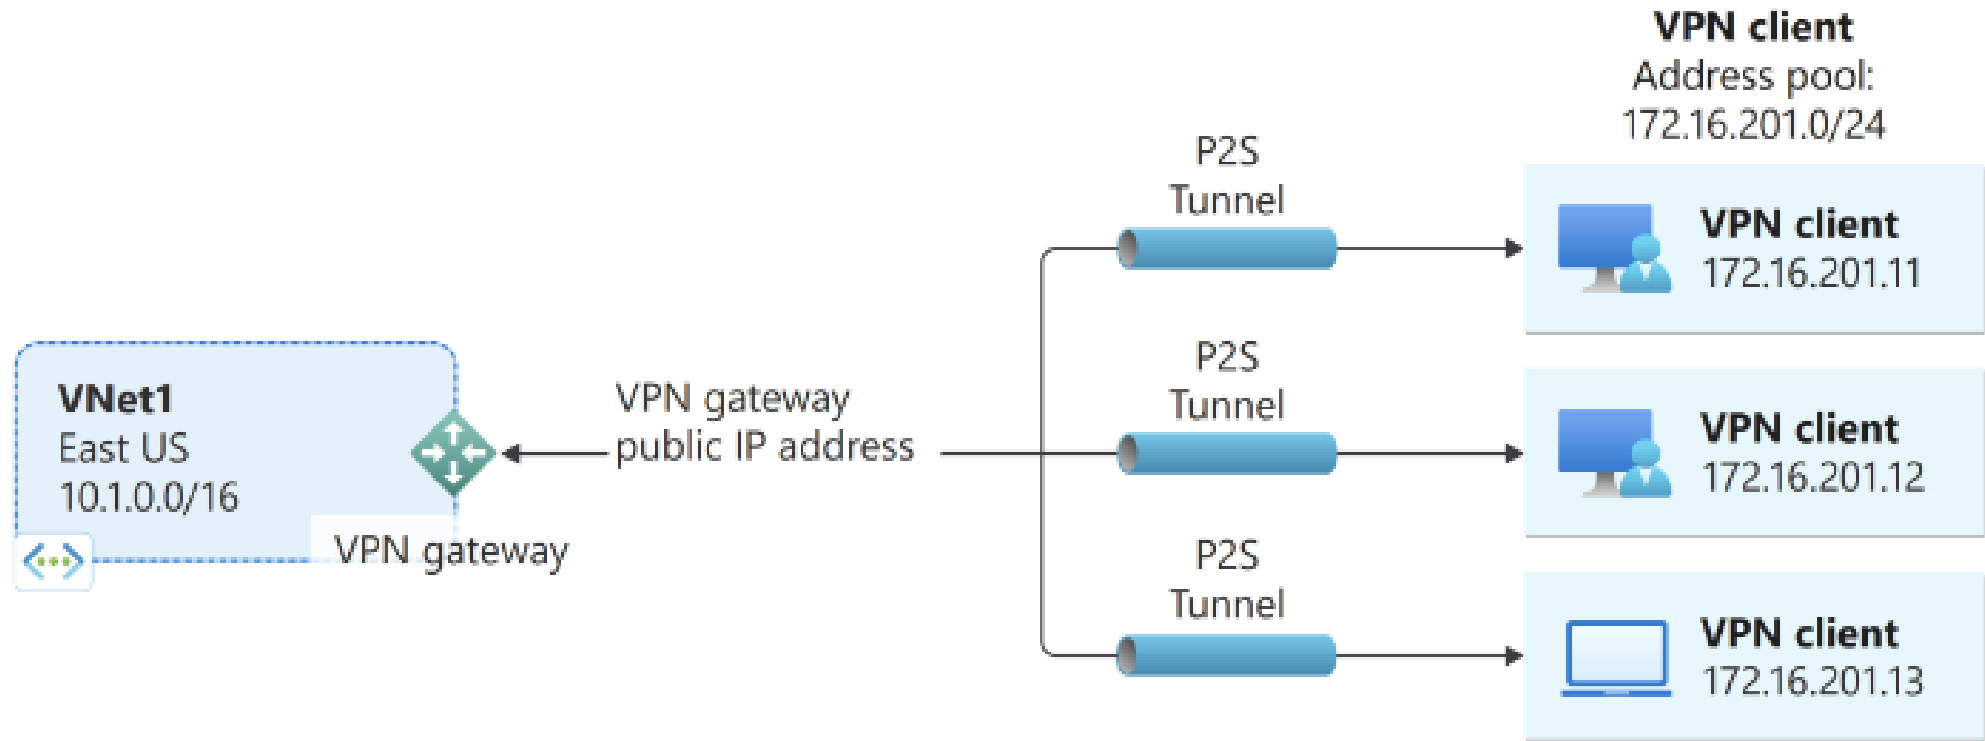 VPN client
Address pool:
172.16.201.0/24
P2S
Tunnel
VPN client
172.16.201.11
VNet1
East US
10.1.0.0/16
VPN gateway
VPN gateway
public IP address
P2S
Tunnel
VPN client
172.16.201.12
P2S
Tunnel
VPN client
172.16.201.13